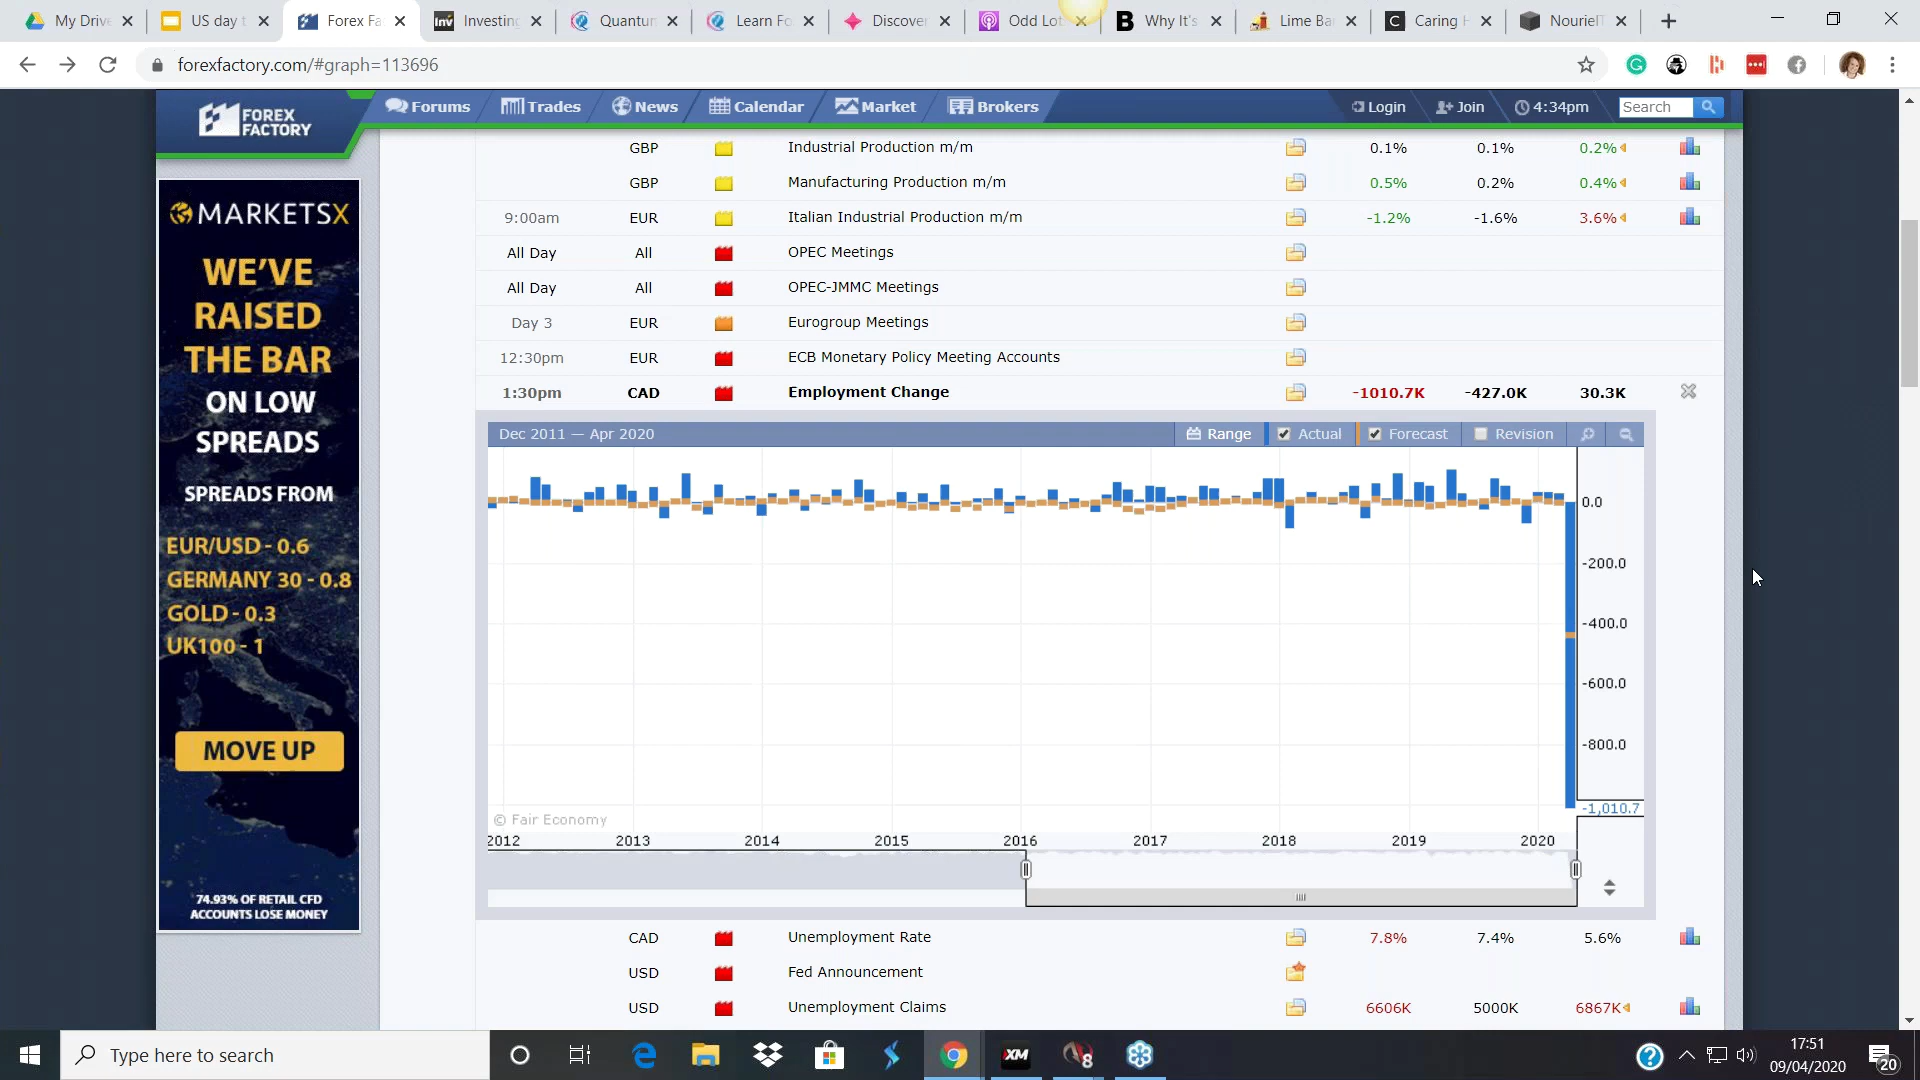 My Drive
US day t
Forex Fa
Investing
Quantum
Learn Fo
Discover
Odd Lot
Why It's
Lime Ba
Caring H
NourielT
forexfactory.com/#graph=113696
FOREX FACTORY
Forums
Trades
News
Calendar
Market
Brokers
Login
Join
4:34pm
Search
GBP Industrial Production m/m 0.1% 0.1% 0.2%
GBP Manufacturing Production m/m 0.5% 0.2% 0.4%
9:00am EUR Italian Industrial Production m/m -1.2% -1.6% 3.6%
All Day All OPEC Meetings
All Day All OPEC-JMMC Meetings
Day 3 EUR Eurogroup Meetings
12:30pm EUR ECB Monetary Policy Meeting Accounts
1:30pm CAD Employment Change -1010.7K -427.0K 30.3K
Dec 2011 — Apr 2020 Range Actual Forecast Revision
0.0
-200.0
-400.0
-600.0
-800.0
-1,010.7
© Fair Economy
2012 2013 2014 2015 2016 2017 2018 2019 2020
CAD Unemployment Rate 7.8% 7.4% 5.6%
USD Fed Announcement
USD Unemployment Claims 6606K 5000K 6867K
MARKETSX
WE'VE
RAISED
THE BAR
ON LOW
SPREADS
SPREADS FROM
EUR/USD - 0.6
GERMANY 30 - 0.8
GOLD - 0.3
UK100 - 1
MOVE UP
74.93% OF RETAIL CFD
ACCOUNTS LOSE MONEY
Type here to search
XM
8
17:51
09/04/2020
20